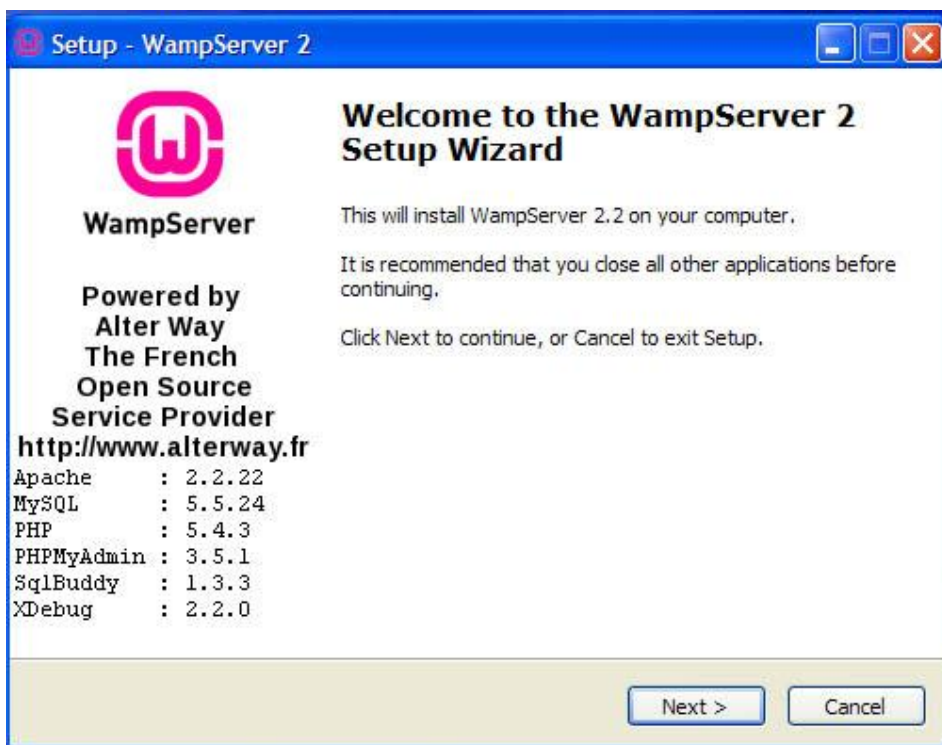 Setup - WampServer 2
WampServer
Powered by
Alter Way
The French
Open Source
Service Provider
http://www.alterway.fr
Apache : 2.2.22
MySQL : 5.5.24
PHP : 5.4.3
PHPMyAdmin : 3.5.1
SqlBuddy : 1.3.3
XDebug : 2.2.0
Welcome to the WampServer 2
Setup Wizard
This will install WampServer 2.2 on your computer.
It is recommended that you close all other applications before
continuing.
Click Next to continue, or Cancel to exit Setup.
Next >
Cancel